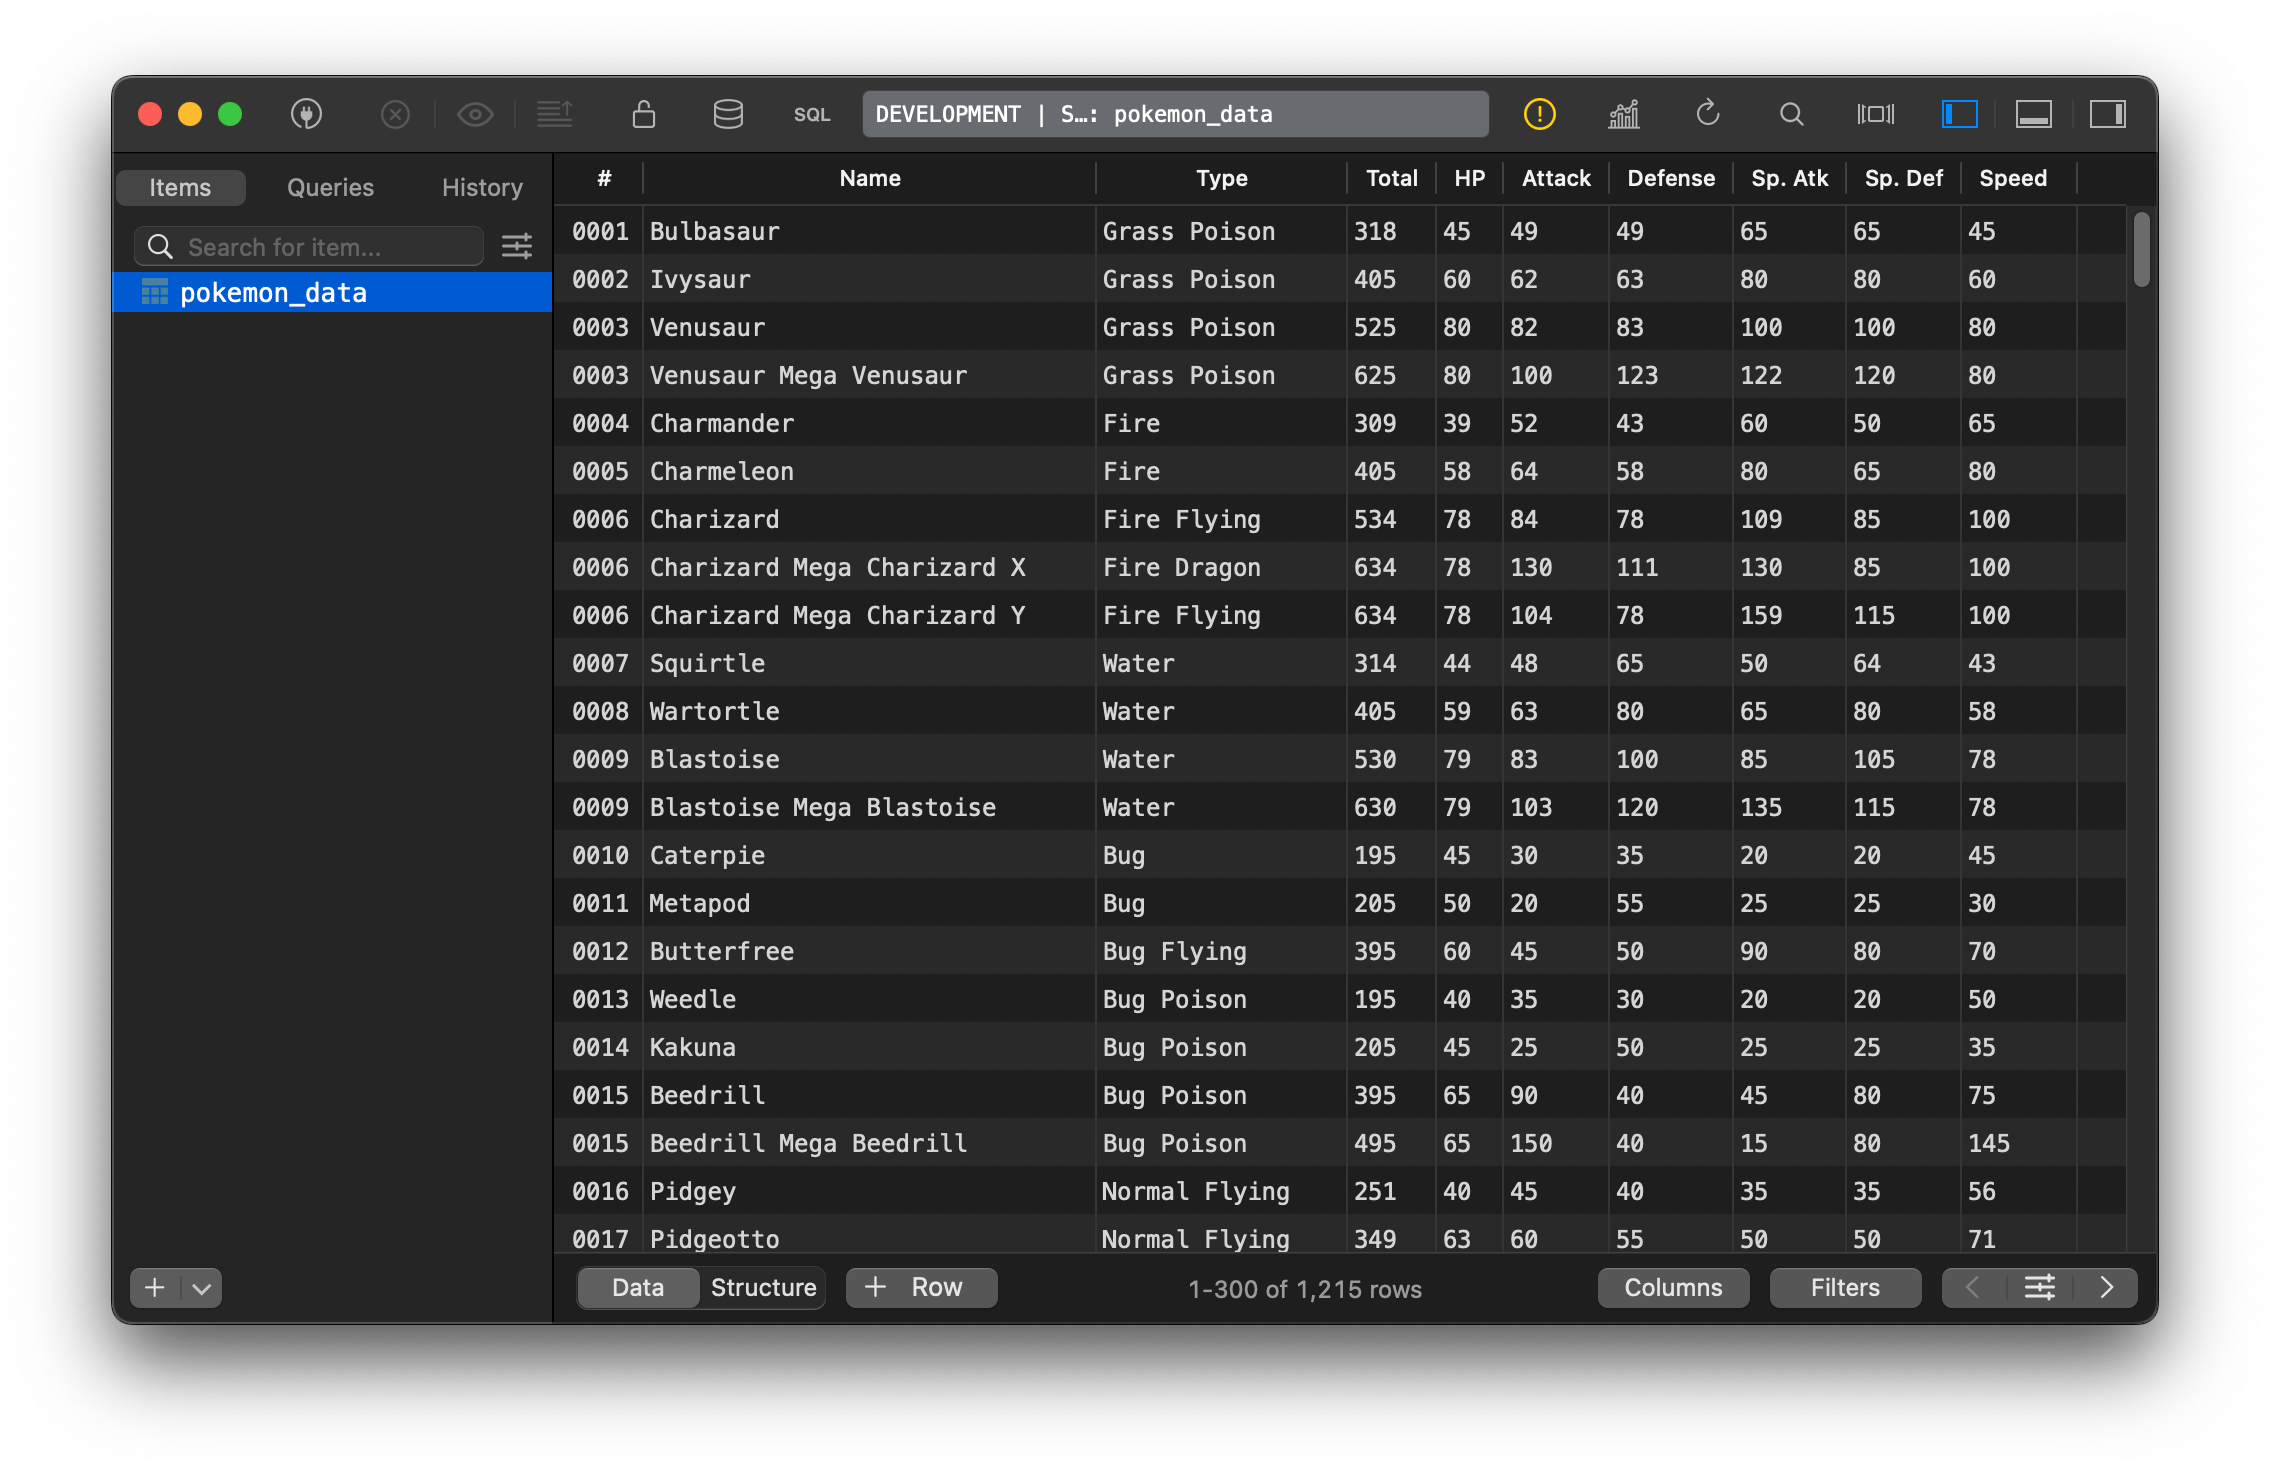 SQL DEVELOPMENT | S…: pokemon_data
Items Queries History
Search for item...
pokemon_data
# Name Type Total HP Attack Defense Sp. Atk Sp. Def Speed
0001 Bulbasaur Grass Poison 318 45 49 49 65 65 45
0002 Ivysaur Grass Poison 405 60 62 63 80 80 60
0003 Venusaur Grass Poison 525 80 82 83 100 100 80
0003 Venusaur Mega Venusaur Grass Poison 625 80 100 123 122 120 80
0004 Charmander Fire 309 39 52 43 60 50 65
0005 Charmeleon Fire 405 58 64 58 80 65 80
0006 Charizard Fire Flying 534 78 84 78 109 85 100
0006 Charizard Mega Charizard X Fire Dragon 634 78 130 111 130 85 100
0006 Charizard Mega Charizard Y Fire Flying 634 78 104 78 159 115 100
0007 Squirtle Water 314 44 48 65 50 64 43
0008 Wartortle Water 405 59 63 80 65 80 58
0009 Blastoise Water 530 79 83 100 85 105 78
0009 Blastoise Mega Blastoise Water 630 79 103 120 135 115 78
0010 Caterpie Bug 195 45 30 35 20 20 45
0011 Metapod Bug 205 50 20 55 25 25 30
0012 Butterfree Bug Flying 395 60 45 50 90 80 70
0013 Weedle Bug Poison 195 40 35 30 20 20 50
0014 Kakuna Bug Poison 205 45 25 50 25 25 35
0015 Beedrill Bug Poison 395 65 90 40 45 80 75
0015 Beedrill Mega Beedrill Bug Poison 495 65 150 40 15 80 145
0016 Pidgey Normal Flying 251 40 45 40 35 35 56
0017 Pidgeotto Normal Flying 349 63 60 55 50 50 71
Data Structure + Row 1-300 of 1,215 rows Columns Filters